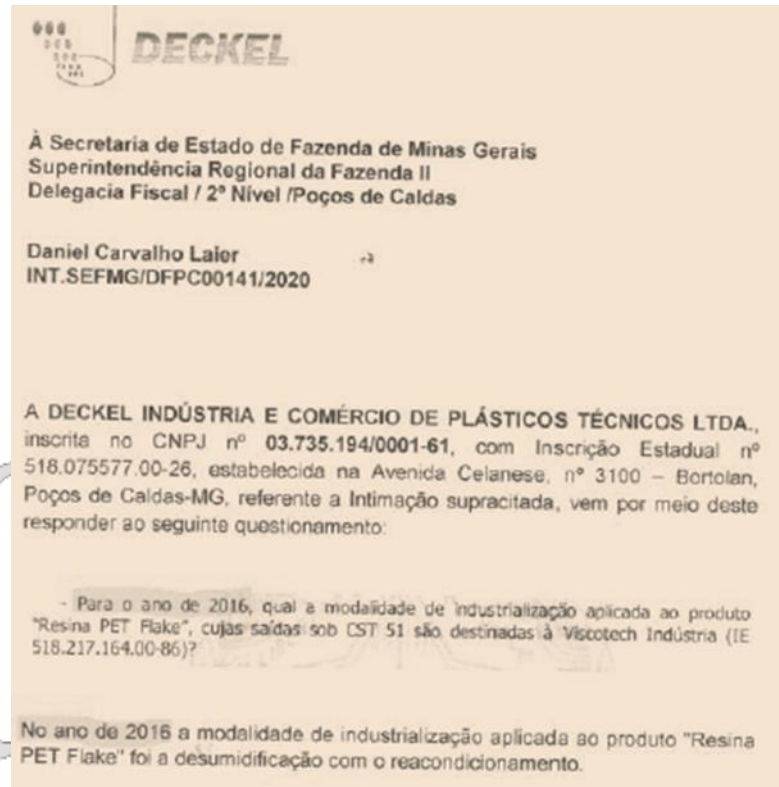 DECKEL
À Secretaria de Estado de Fazenda de Minas Gerais
Superintendência Regional da Fazenda II
Delegacia Fiscal / 2º Nível /Poços de Caldas
Daniel Carvalho Laier
INT.SEFMG/DFPC00141/2020
A DECKEL INDÚSTRIA E COMÉRCIO DE PLÁSTICOS TÉCNICOS LTDA.,
inscrita no CNPJ nº 03.735.194/0001-61, com Inscrição Estadual nº
518.075577.00-26, estabelecida na Avenida Celanese, nº 3100 – Bortolan,
Poços de Caldas-MG, referente a Intimação supracitada, vem por meio deste
responder ao seguinte questionamento:
- Para o ano de 2016, qual a modalidade de industrialização aplicada ao produto
"Resina PET Flake", cujas saídas sob CST 51 são destinadas à Viscotech Indústria (IE
518.217.164.00-86)?
No ano de 2016 a modalidade de industrialização aplicada ao produto "Resina
PET Flake" foi a desumidificação com o reacondicionamento.